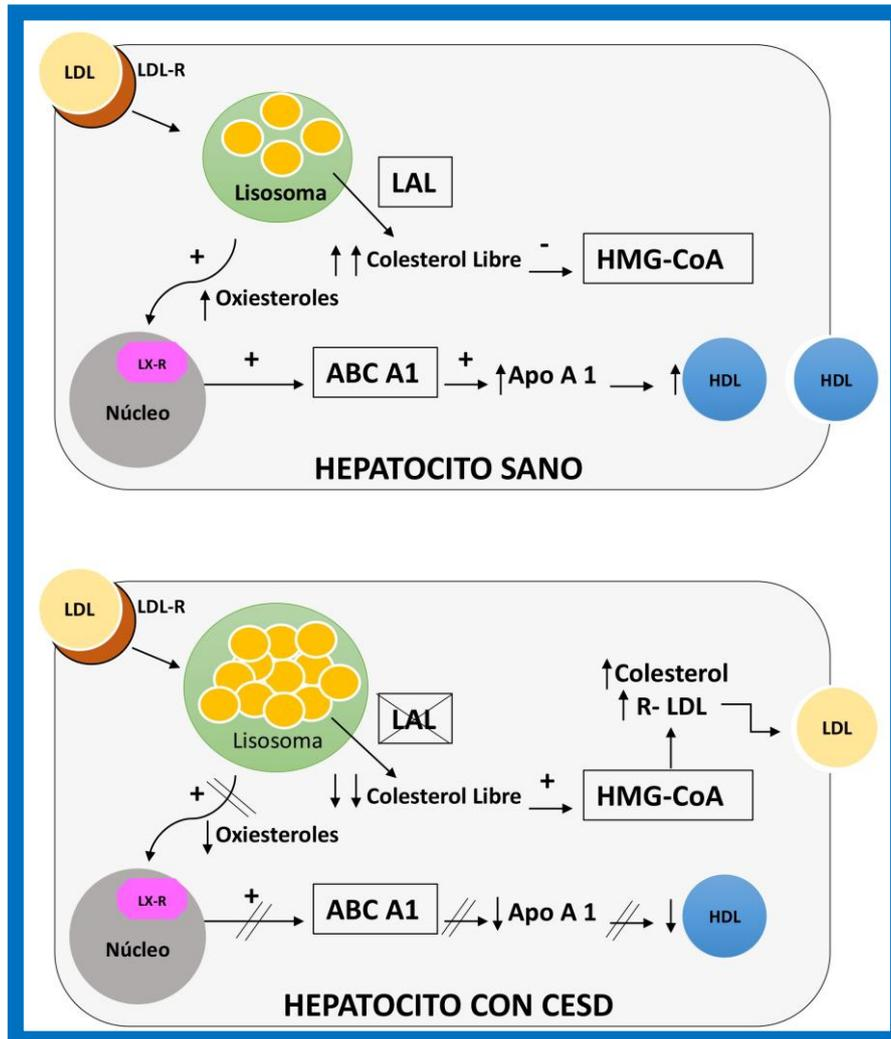 LDL
LDL-R
Lisosoma
LAL
Colesterol Libre
-
HMG-CoA
+
Oxiesteroles
LX-R
Núcleo
+
ABC A1
+
Apo A 1
HDL
HDL
HEPATOCITO SANO
LDL
LDL-R
Lisosoma
LAL
Colesterol
R- LDL
LDL
Colesterol Libre
+
HMG-CoA
+
Oxiesteroles
LX-R
Núcleo
+
ABC A1
Apo A 1
HDL
HEPATOCITO CON CESD